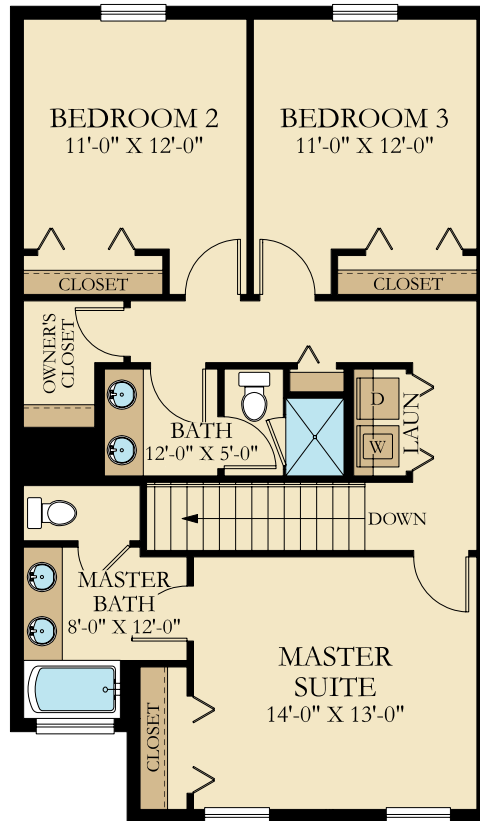 BEDROOM 2
11'-0" X 12'-0"
BEDROOM 3
11'-0" X 12'-0"
CLOSET
CLOSET
OWNER'S
CLOSET
BATH
12'-0" X 5'-0"
D
W
LAUN
DOWN
MASTER
BATH
8'-0" X 12'-0"
MASTER
SUITE
14'-0" X 13'-0"
CLOSET